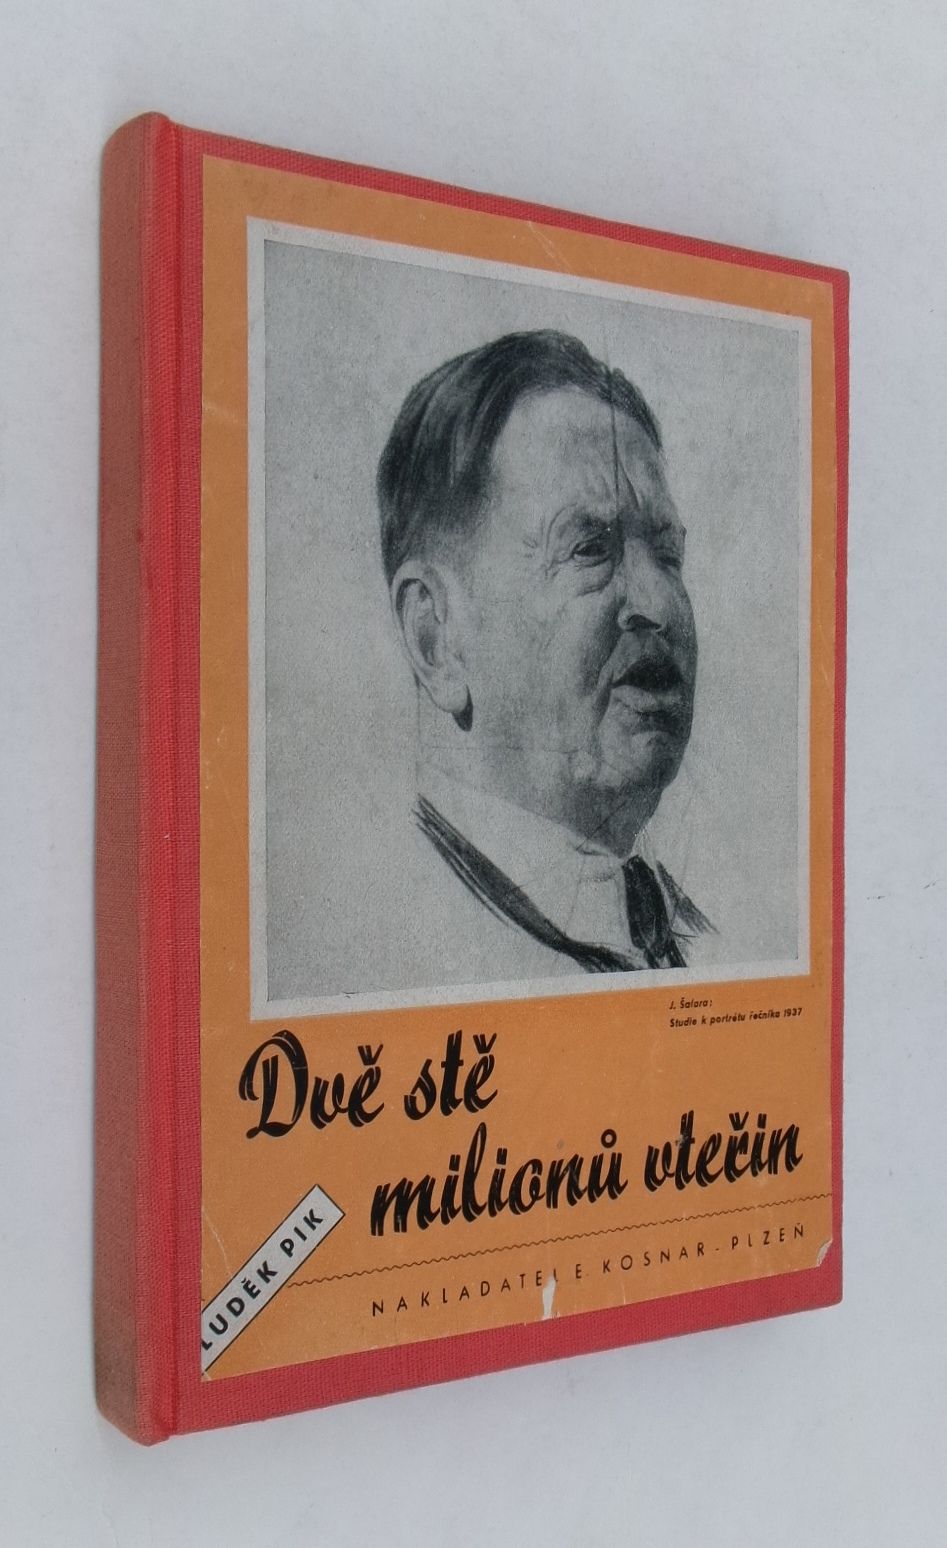 J. Šafara:
Studie k portrétu řečníka 1937
Dvě stě
milionů vteřin
LUDĚK PIK
NAKLADATEL E. KOSNAR - PLZEŇ